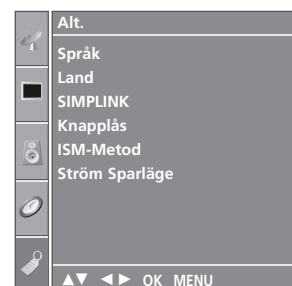 Alt.
Språk
Land
SIMPLINK
Knapplås
ISM-Metod
Ström Sparläge
▲▼ ◄► OK MENU